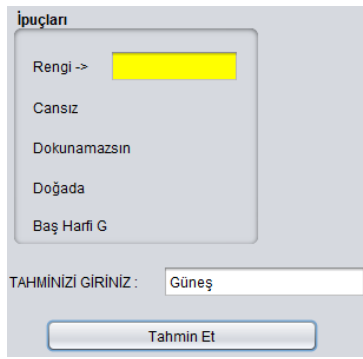 İpuçları
Rengi ->
Cansız
Dokunamazsın
Doğada
Baş Harfi G
TAHMİNİZİ GİRİNİZ : Güneş
Tahmin Et